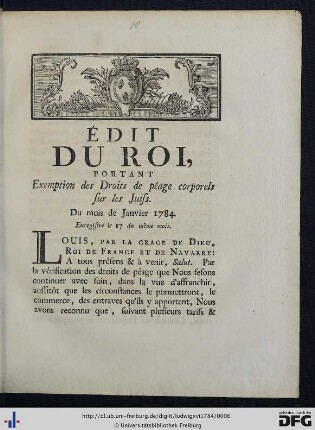 ÉDIT
DU ROI,
PORTANT
Exemption des Droits de péage corporels
sur les Juifs.
Du mois de Janvier 1784.
Enregistré le 17 du même mois.
LOUIS, PAR LA GRACE DE DIEU,
ROI DE FRANCE ET DE NAVARRE:
A tous présens & à venir, Salut. Par
la vérification des droits de péage que Nous fesons
continuer avec soin, dans la vue d'affranchir,
aussitôt que les circonstances le permettront, le
commerce, des entraves qu'ils y apportent, Nous
avons reconnu que, suivant plusieurs tarifs &
http://dl.ub.uni-freiburg.de/diglit/ludwigxvi1784/0006
© Universitätsbibliothek Freiburg
gefördert durch
DFG